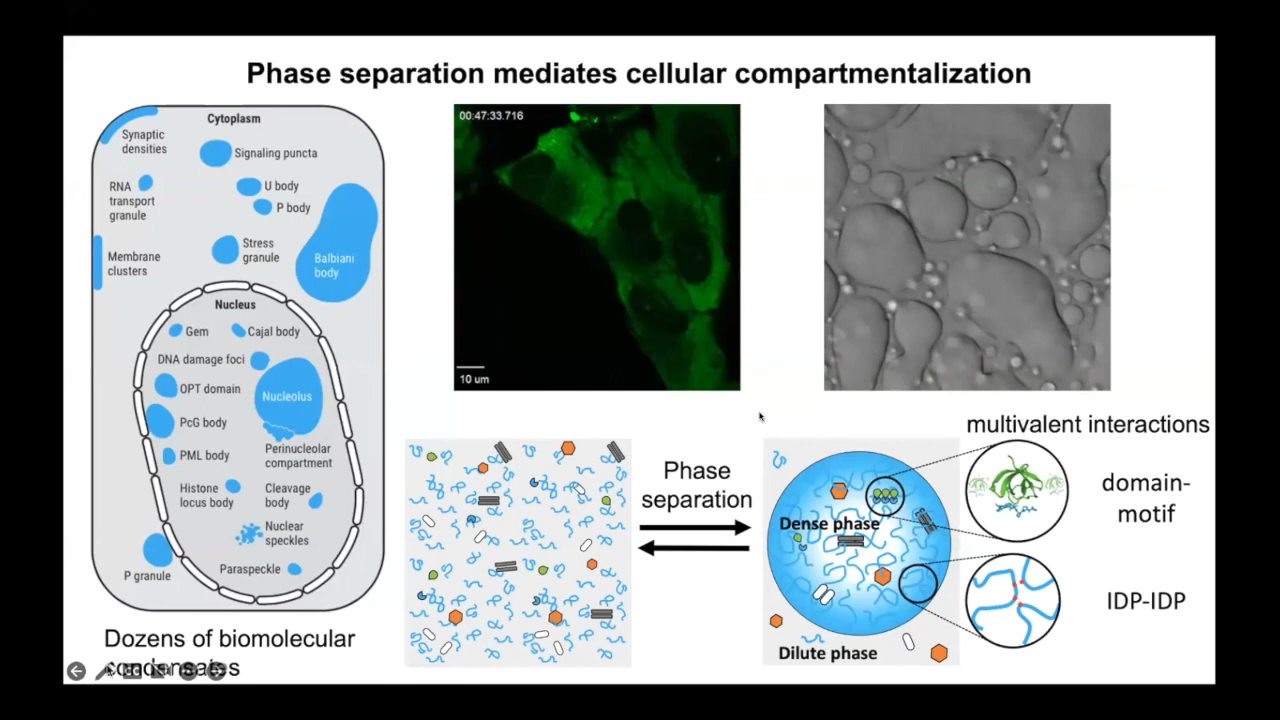 Phase separation mediates cellular compartmentalization
Cytoplasm
Synaptic
densities
Signaling puncta
RNA
transport
granule
U body
P body
Stress
granule
Membrane
clusters
Balbiani
body
Nucleus
Gem
Cajal body
DNA damage foci
OPT domain
Nucleolus
PcG body
Perinucleolar
compartment
PML body
Histone
locus body
Cleavage
body
Nuclear
speckles
P granule
Paraspeckle
Dozens of biomolecular
condensates
00:47:33.716
10 um
Phase
separation
Dense phase
Dilute phase
multivalent interactions
domain-
motif
IDP-IDP